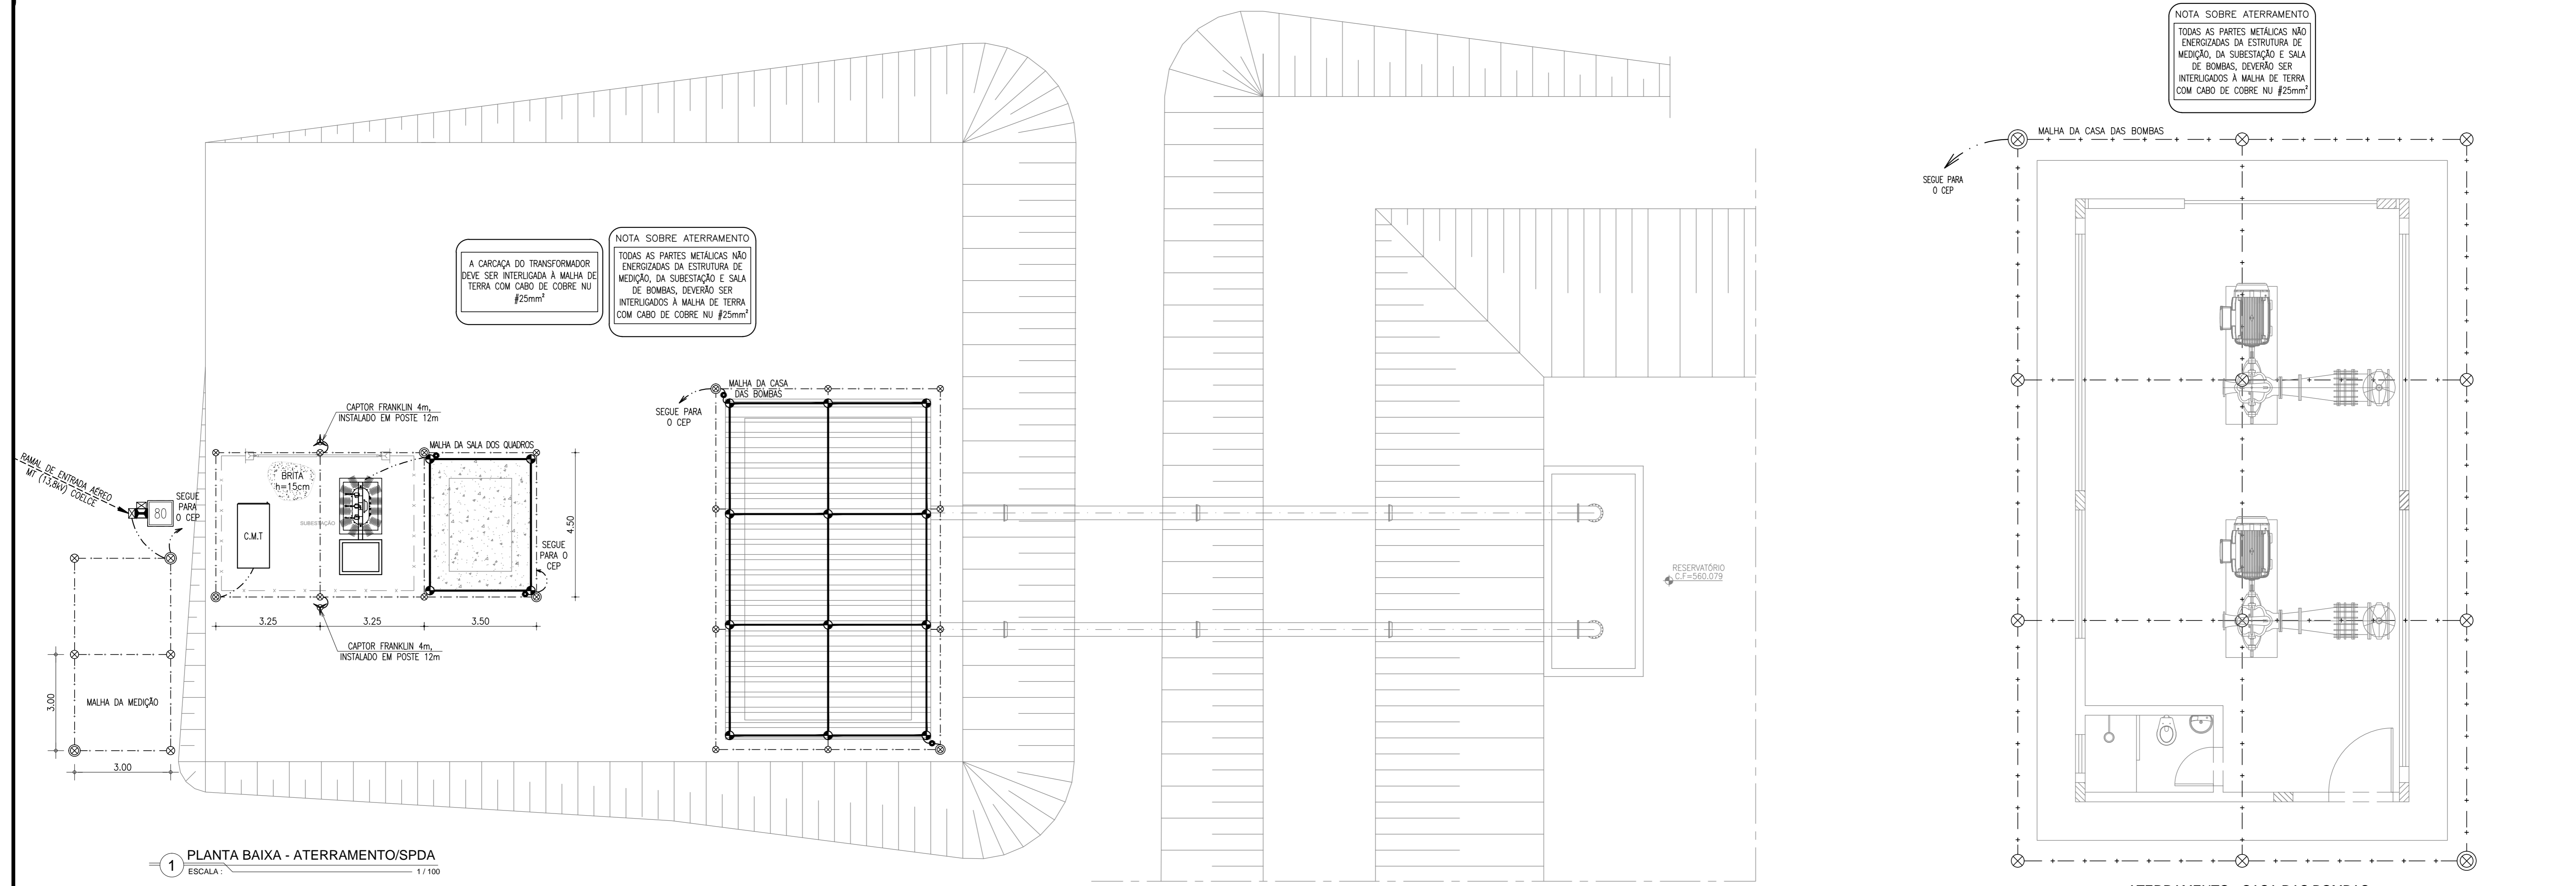 NOTA SOBRE ATERRAMENTO
TODAS AS PARTES METÁLICAS NÃO
ENERGIZADAS DA ESTRUTURA DE
MEDIÇÃO, DA SUBESTAÇÃO E SALA
DE BOMBAS, DEVERÃO SER
INTERLIGADOS À MALHA DE TERRA
COM CABO DE COBRE NU #25mm²
MALHA DA CASA DAS BOMBAS
SEGUE PARA
O CEP
A CARCAÇA DO TRANSFORMADOR
DEVE SER INTERLIGADA À MALHA DE
TERRA COM CABO DE COBRE NU
#25mm²
NOTA SOBRE ATERRAMENTO
TODAS AS PARTES METÁLICAS NÃO
ENERGIZADAS DA ESTRUTURA DE
MEDIÇÃO, DA SUBESTAÇÃO E SALA
DE BOMBAS, DEVERÃO SER
INTERLIGADOS À MALHA DE TERRA
COM CABO DE COBRE NU #25mm²
MALHA DA CASA
DAS BOMBAS
SEGUE PARA
O CEP
CAPTOR FRANKLIN 4m,
INSTALADO EM POSTE 12m
MALHA DA SALA DOS QUADROS
RAMAL DE ENTRADA AÉREO
MT (13,8kV) COELCE
SEGUE
PARA
O CEP
80
BRITA
h=15cm
SUBESTAÇÃO
C.M.T
4.50
SEGUE
PARA O
CEP
3.25
3.25
3.50
CAPTOR FRANKLIN 4m,
INSTALADO EM POSTE 12m
RESERVATÓRIO
C.F=560,079
3.00
MALHA DA MEDIÇÃO
3.00
1
PLANTA BAIXA - ATERRAMENTO/SPDA
ESCALA :
1 / 100